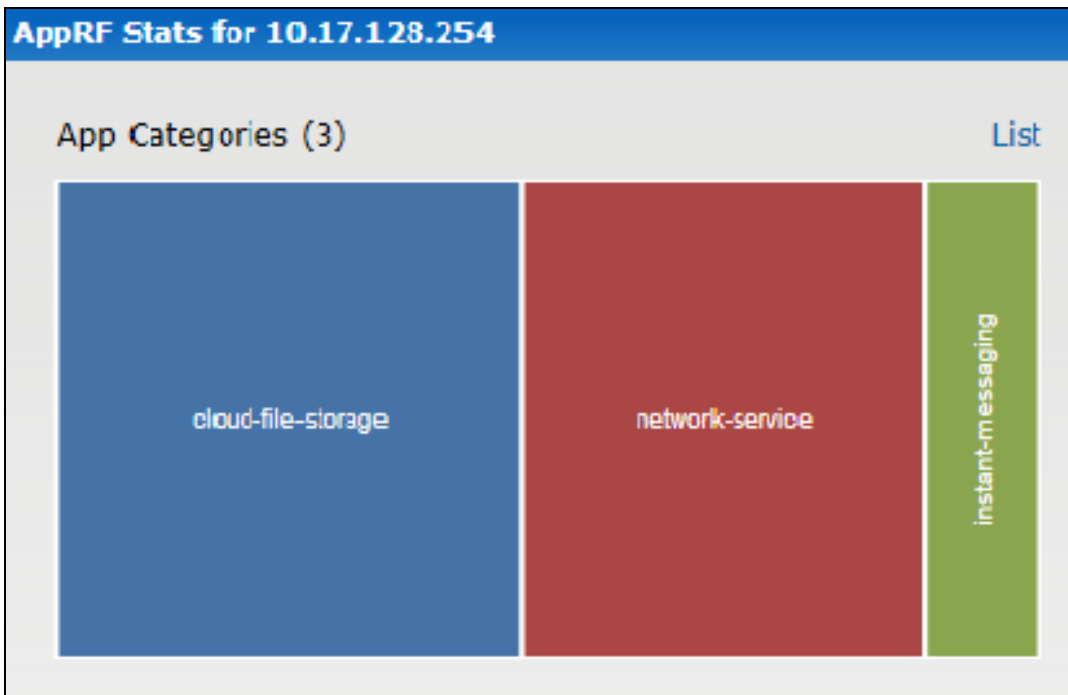 AppRF Stats for 10.17.128.254
App Categories (3)
List
cloud-file-storage
network-service
instant-messaging